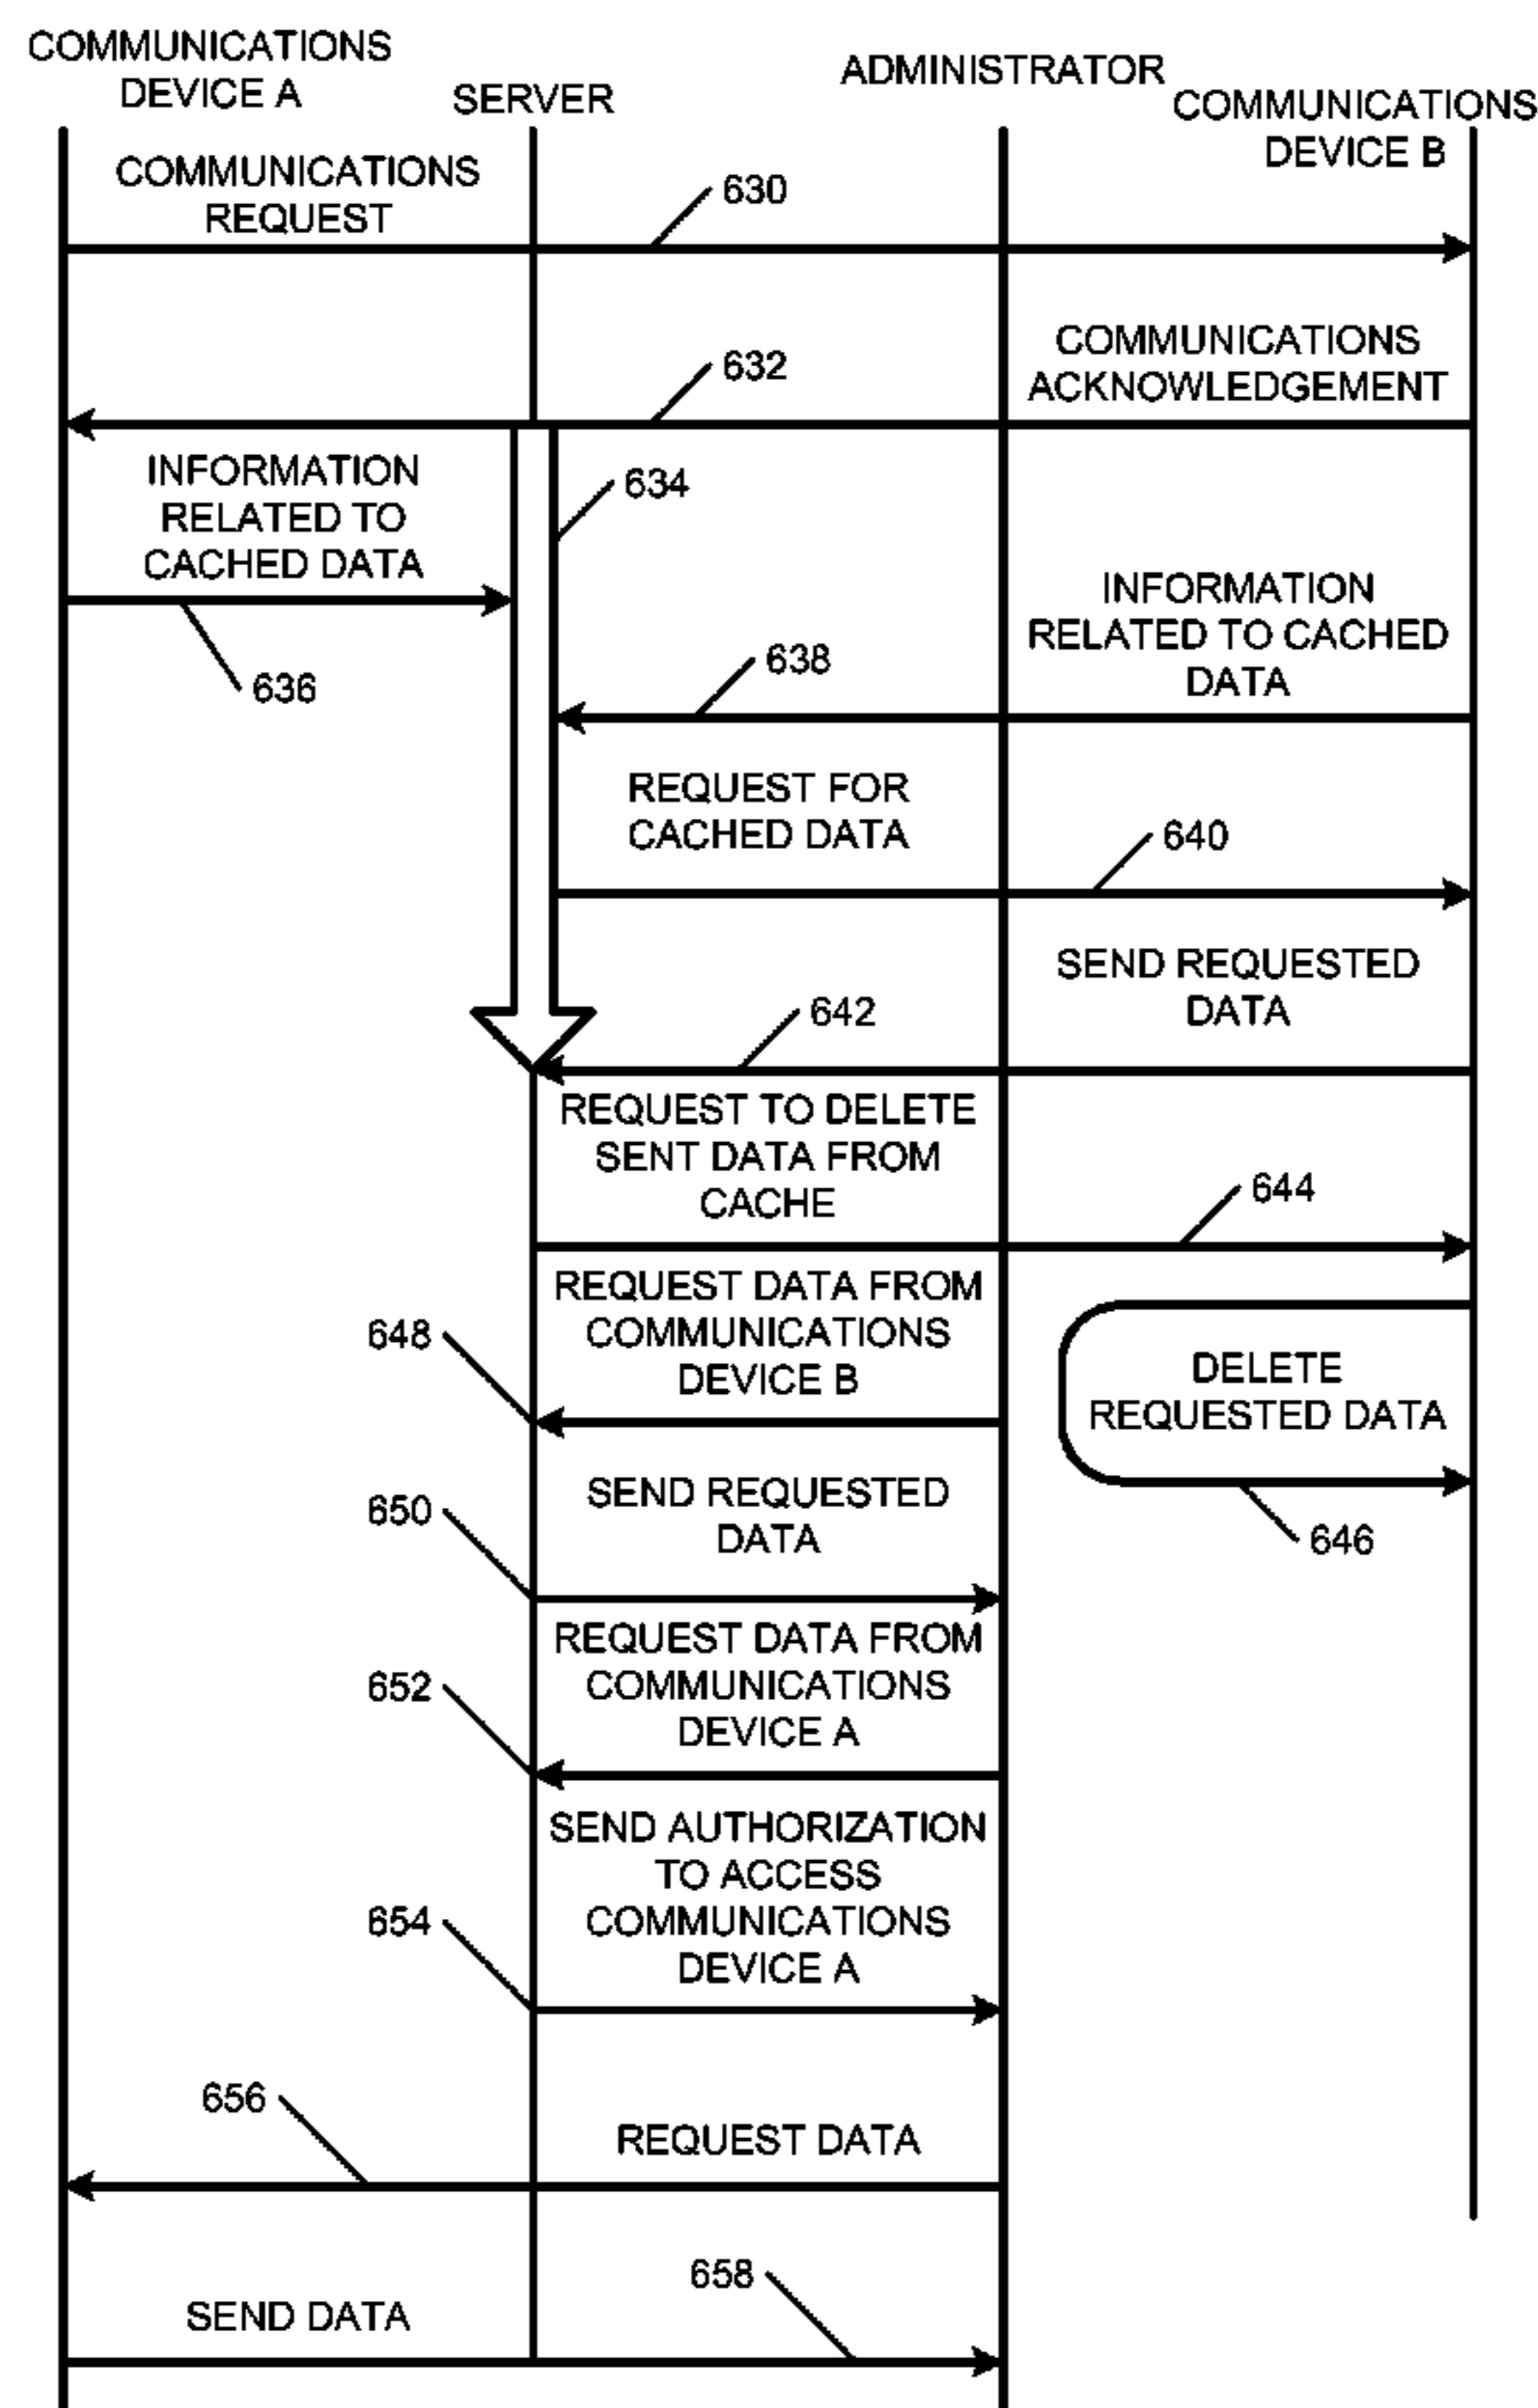 COMMUNICATIONS
DEVICE A
SERVER
ADMINISTRATOR
COMMUNICATIONS
DEVICE B
COMMUNICATIONS
REQUEST
630
COMMUNICATIONS
ACKNOWLEDGEMENT
632
INFORMATION
RELATED TO
CACHED DATA
634
636
INFORMATION
RELATED TO CACHED
DATA
638
REQUEST FOR
CACHED DATA
640
SEND REQUESTED
DATA
642
REQUEST TO DELETE
SENT DATA FROM
CACHE
644
REQUEST DATA FROM
COMMUNICATIONS
DEVICE B
648
DELETE
REQUESTED DATA
646
SEND REQUESTED
DATA
650
REQUEST DATA FROM
COMMUNICATIONS
DEVICE A
652
SEND AUTHORIZATION
TO ACCESS
COMMUNICATIONS
DEVICE A
654
656
REQUEST DATA
658
SEND DATA